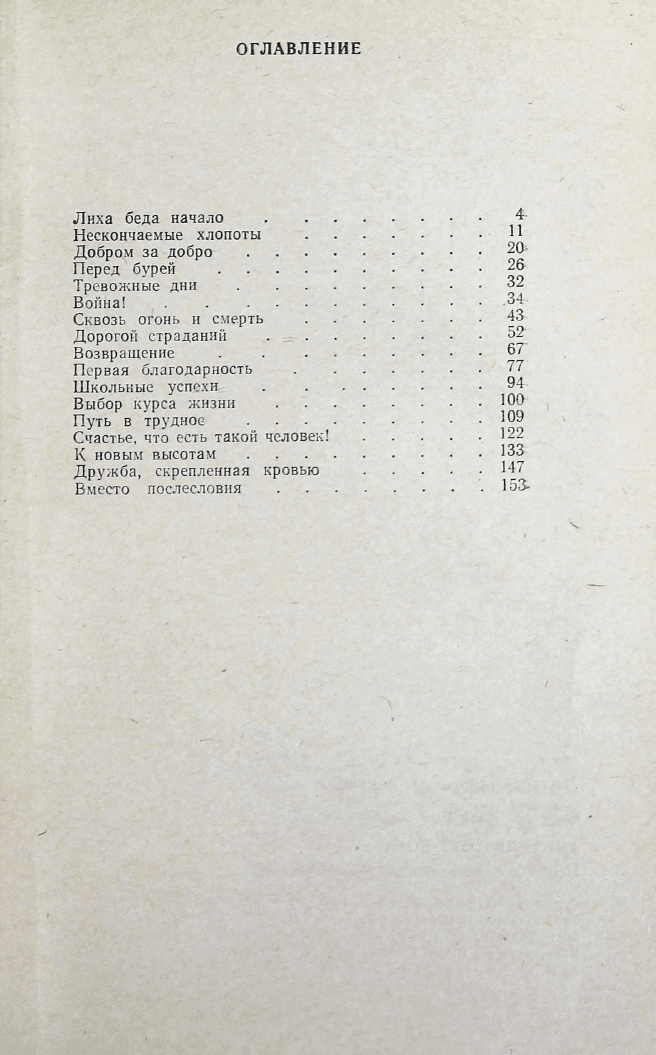 ОГЛАВЛЕНИЕ
Лиха беда начало . . . . . . . . 4
Нескончаемые хлопоты . . . . . . . 11
Добром за добро . . . . . . . . . 20
Перед бурей . . . . . . . . . . 26
Тревожные дни . . . . . . . . . 32
Война! . . . . . . . . . . . . 34
Сквозь огонь и смерть . . . . . . . 43
Дорогой страданий . . . . . . . . 52
Возвращение . . . . . . . . . . 67
Первая благодарность . . . . . . . 77
Школьные успехи . . . . . . . . 94
Выбор курса жизни . . . . . . . . 100
Путь в трудное . . . . . . . . . 109
Счастье, что есть такой человек! . . . . . 122
К новым высотам . . . . . . . . . 133
Дружба, скрепленная кровью . . . . . 147
Вместо послесловия . . . . . . . . 153